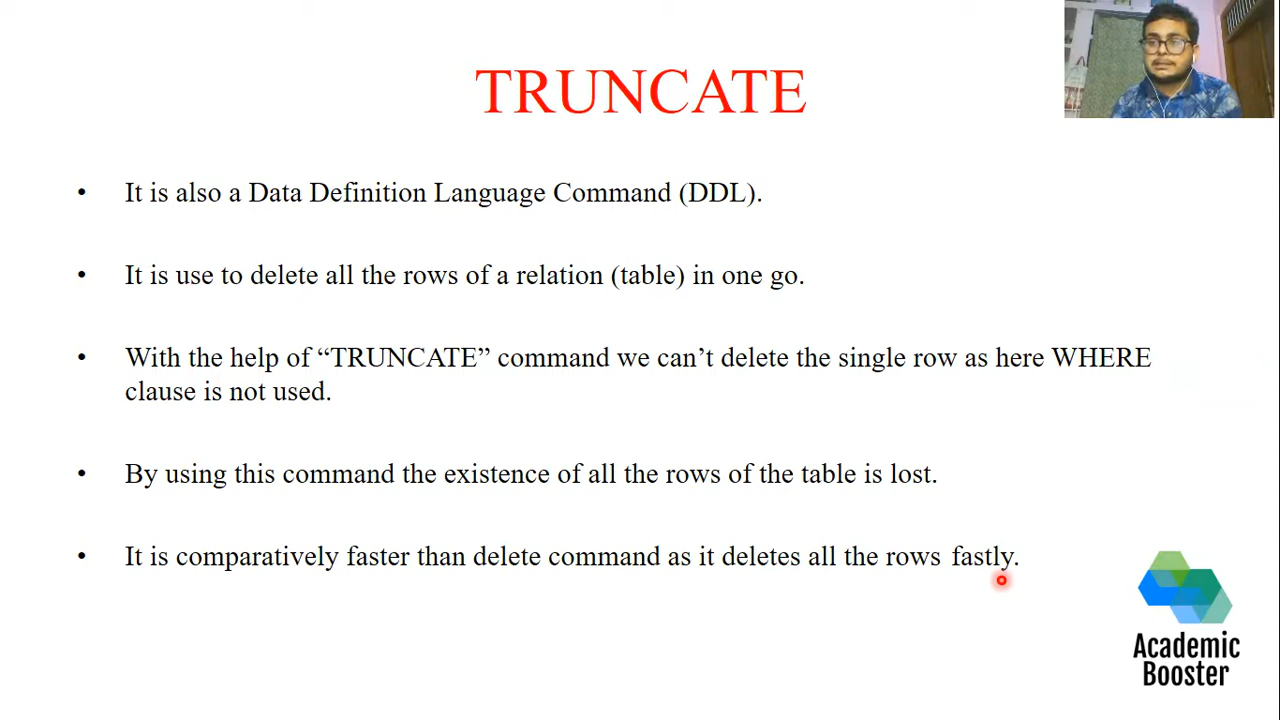 TRUNCATE
• It is also a Data Definition Language Command (DDL).
• It is use to delete all the rows of a relation (table) in one go.
• With the help of “TRUNCATE” command we can’t delete the single row as here WHERE
clause is not used.
• By using this command the existence of all the rows of the table is lost.
• It is comparatively faster than delete command as it deletes all the rows fastly.
Academic
Booster